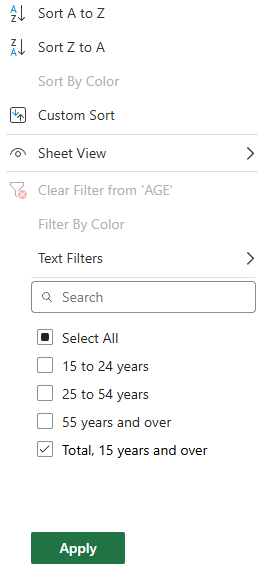 Sort A to Z
Sort Z to A
Sort By Color
Custom Sort
Sheet View
Clear Filter from 'AGE'
Filter By Color
Text Filters
Search
Select All
15 to 24 years
25 to 54 years
55 years and over
Total, 15 years and over
Apply